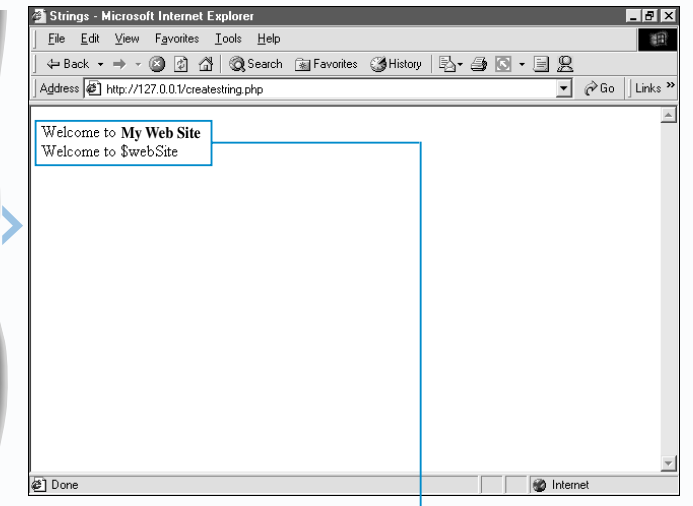 Strings - Microsoft Internet Explorer
File Edit View Favorites Tools Help
Back Search Favorites History
Address http://127.0.0.1/createstring.php Go Links »
Welcome to My Web Site
Welcome to $webSite
Done Internet